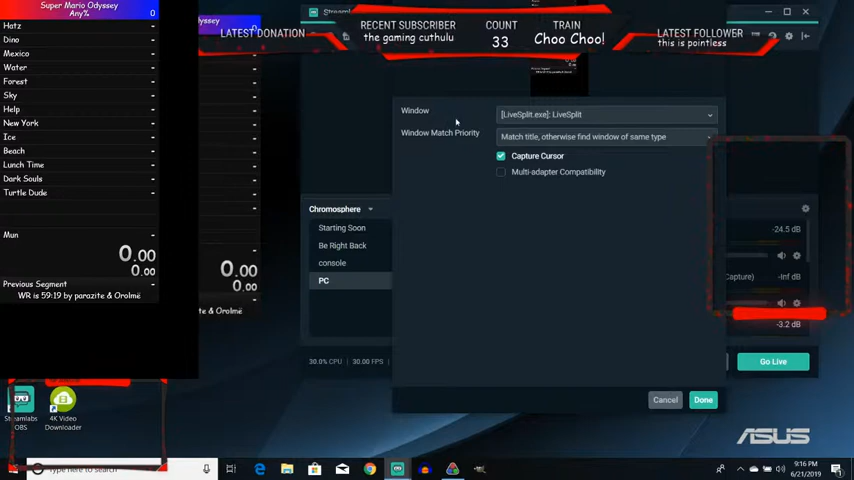 Super Mario Odyssey
Any%
0
Hatz
-
Dino
-
Mexico
-
Water
-
Forest
-
Sky
-
Help
-
New York
-
Ice
-
Beach
-
Lunch Time
-
Dark Souls
-
Turtle Dude
-
Mun
-
0.00
0.00
Previous Segment
-
WR is 59:19 by parazite & Orolmë
0.00
0.00
te & Orolmë
LATEST DONATION
RECENT SUBSCRIBER
the gaming cuthulu
COUNT
33
TRAIN
Choo Choo!
LATEST FOLLOWER
this is pointless
Window
[LiveSplit.exe]: LiveSplit
Window Match Priority
Match title, otherwise find window of same type
Capture Cursor
Multi-adapter Compatibility
Cancel
Done
Chromosphere
Starting Soon
Be Right Back
console
PC
-24.5 dB
Capture)
-Inf dB
-3.2 dB
30.0% CPU
30.00 FPS
Go Live
Streamlabs
OBS
4K Video
Downloader
ASUS
Type here to search
9:16 PM
6/21/2019